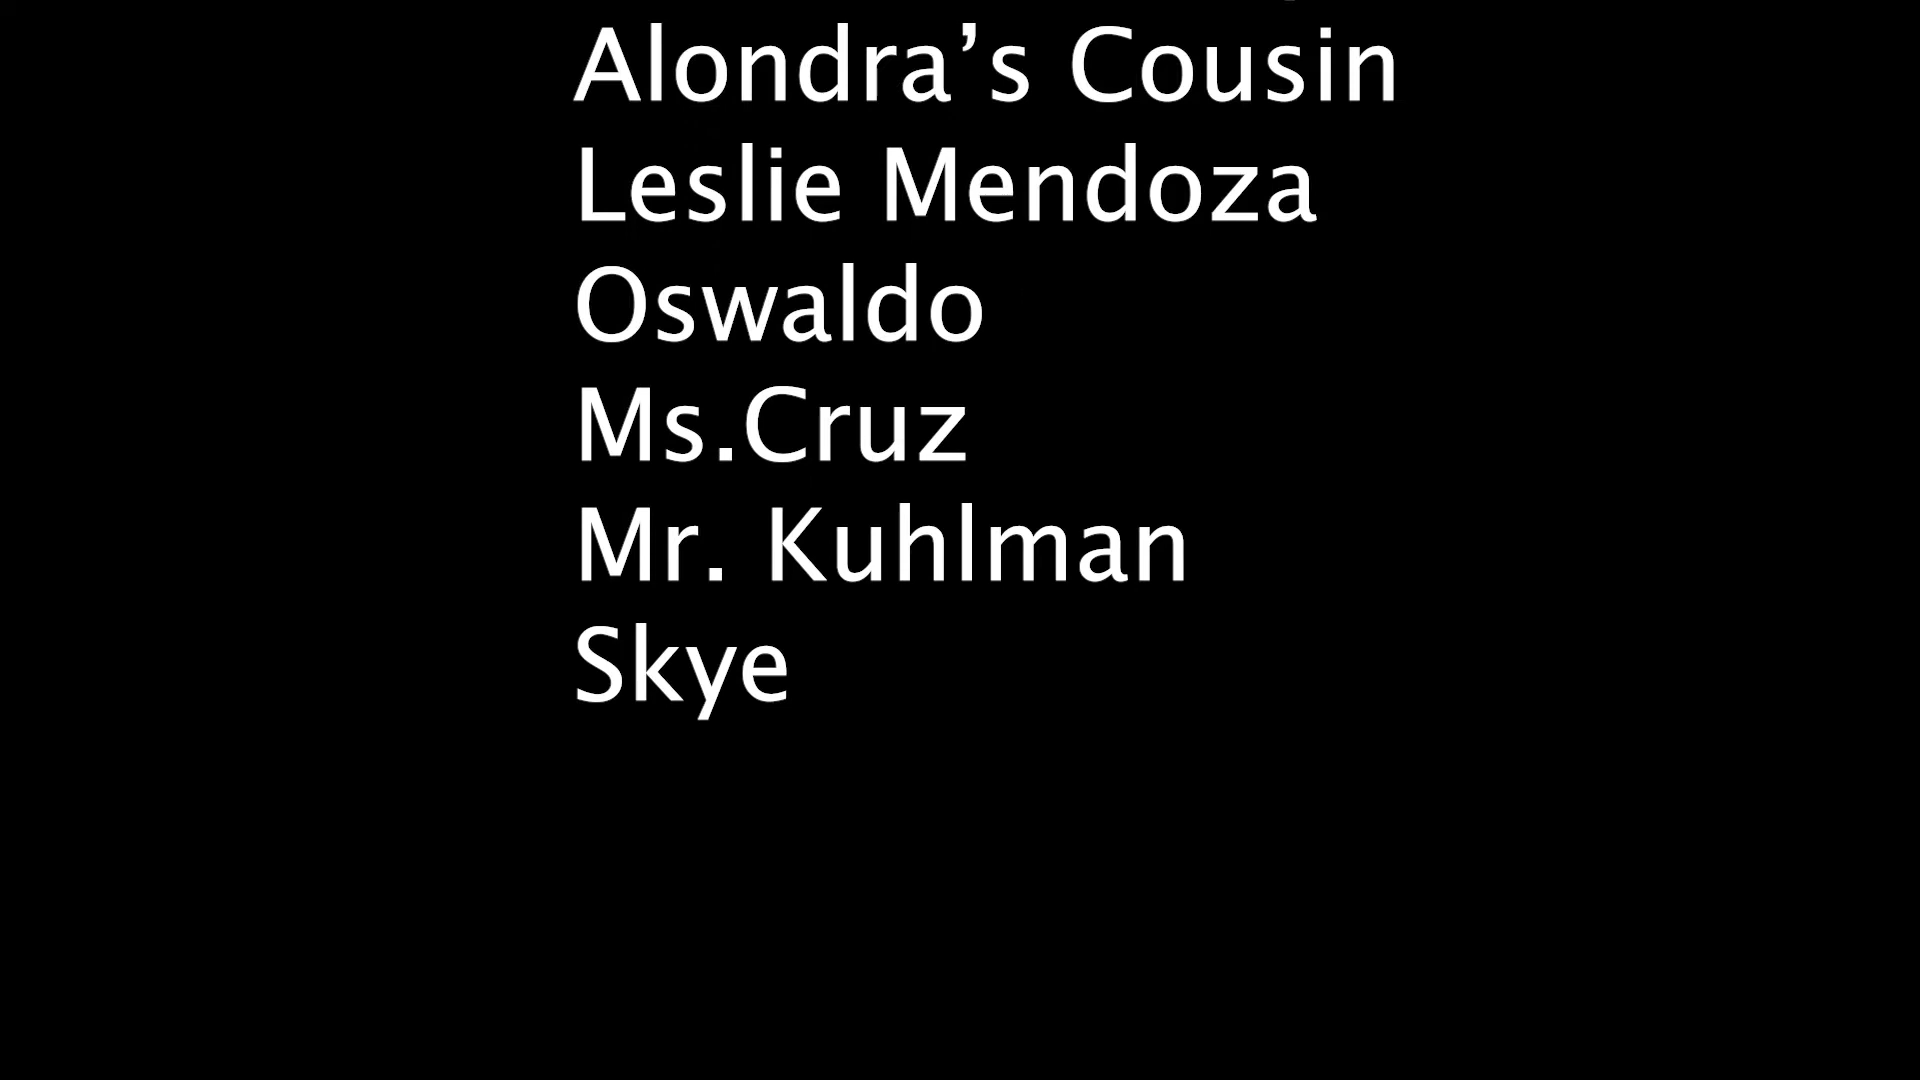 Alondra’s Cousin
Leslie Mendoza
Oswaldo
Ms.Cruz
Mr. Kuhlman
Skye